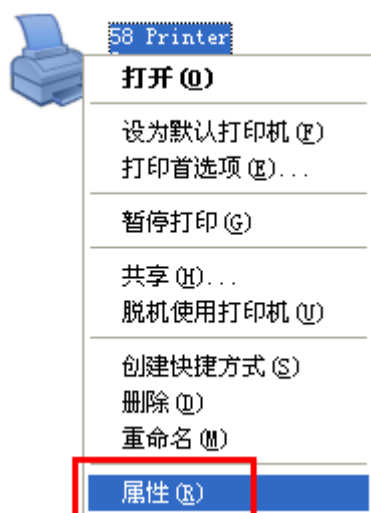 58 Printer
打开(O)
设为默认打印机(F)
打印首选项(E)...
暂停打印(G)
共享(H)...
脱机使用打印机(U)
创建快捷方式(S)
删除(D)
重命名(M)
属性(R)